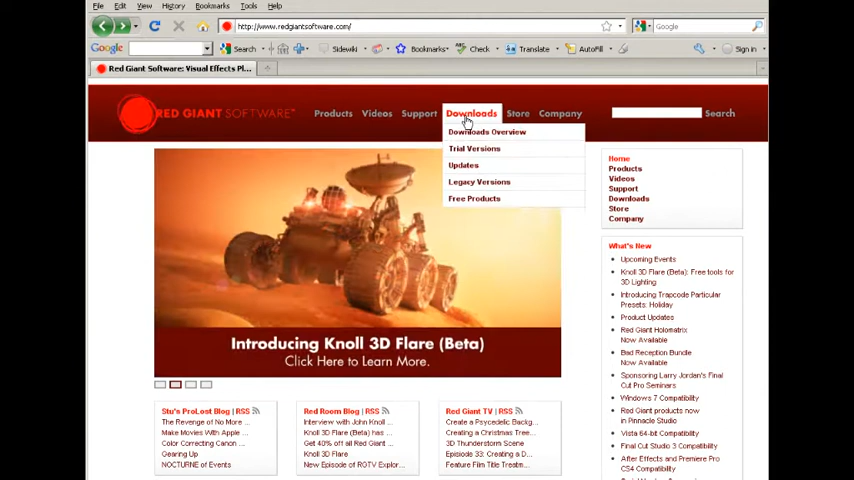 File Edit View History Bookmarks Tools Help
http://www.redgiantsoftware.com/
Google
Google Search Sidewiki Bookmarks Check Translate AutoFill Sign in
Red Giant Software: Visual Effects Pl...
RED GIANT SOFTWARE Products Videos Support Downloads Store Company Search
Downloads Overview
Trial Versions
Updates
Legacy Versions
Free Products
Introducing Knoll 3D Flare (Beta)
Click Here to Learn More.
Home
Products
Videos
Support
Downloads
Store
Company
What's New
Upcoming Events
Knoll 3D Flare (Beta): Free tools for
3D Lighting
Introducing Trapcode Particular
Presets: Holiday
Product Updates
Red Giant Holomatrix
Now Available
Bad Reception Bundle
Now Available
Sponsoring Larry Jordan's Final
Cut Pro Seminars.
Windows 7 Compatibility
Red Giant products now
in Pinnacle Studio
Vista 64-bit Compatibility
Final Cut Studio 3 Compatibility
After Effects and Premiere Pro
CS4 Compatibility
Stu's ProLost Blog | RSS
The Revenge of No More ...
Make Movies With Apple ...
Color Correcting Canon ...
Gearing Up
NOCTURNE of Events
Red Room Blog | RSS
Interview with John Knoll ...
Knoll 3D Flare (Beta) has ...
Get 40% off all Red Giant ...
Knoll 3D Flare
New Episode of RGTV Explor...
Red Giant TV | RSS
Create a Psycedelic Backg...
Creating a Christmas Tree...
3D Thunderstorm Scene
Episode 33: Creating a D...
Feature Film Title Treatm...